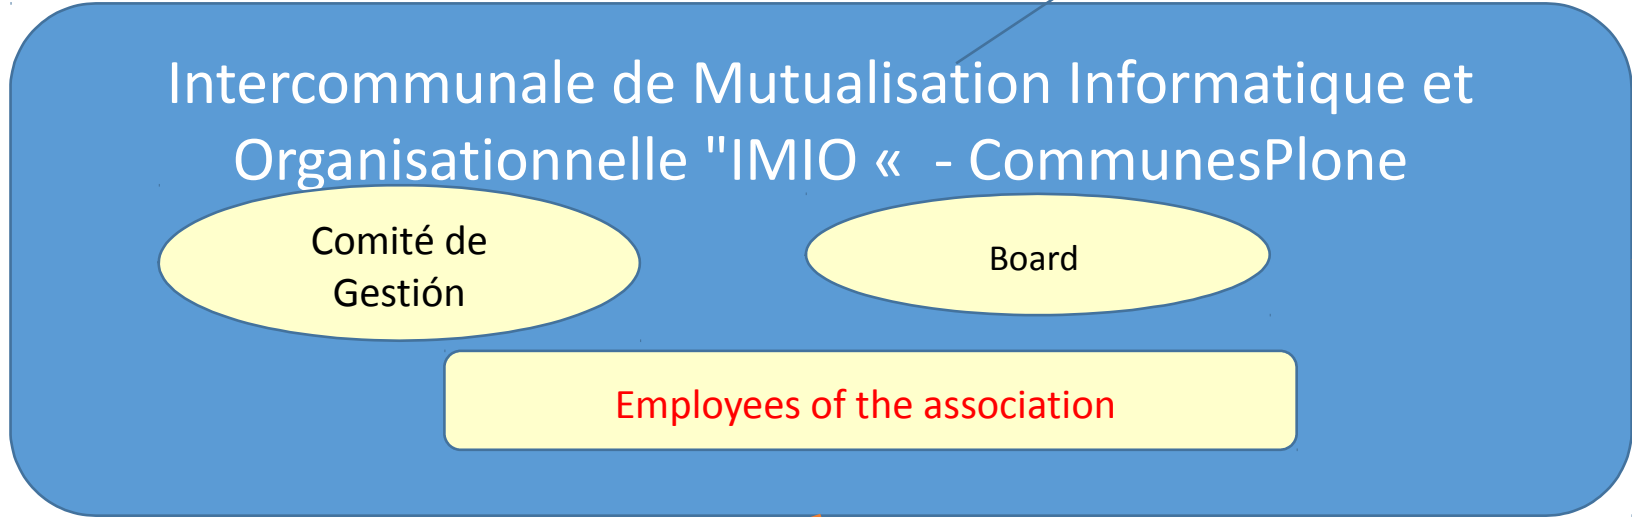 Intercommunale de Mutualisation Informatique et
Organisationnelle "IMIO «  - CommunesPlone
Comité de
Gestión
Board
Employees of the association